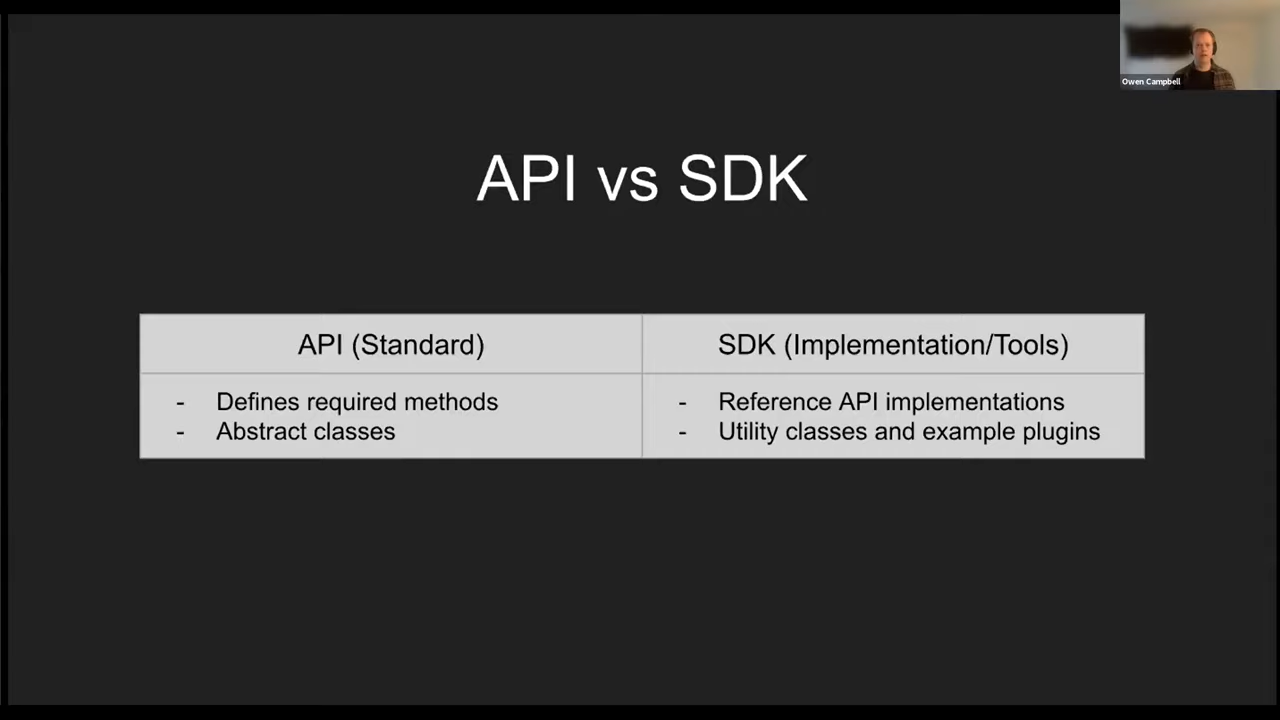 Owen Campbell
API vs SDK
API (Standard)
SDK (Implementation/Tools)
- Defines required methods
- Abstract classes
- Reference API implementations
- Utility classes and example plugins